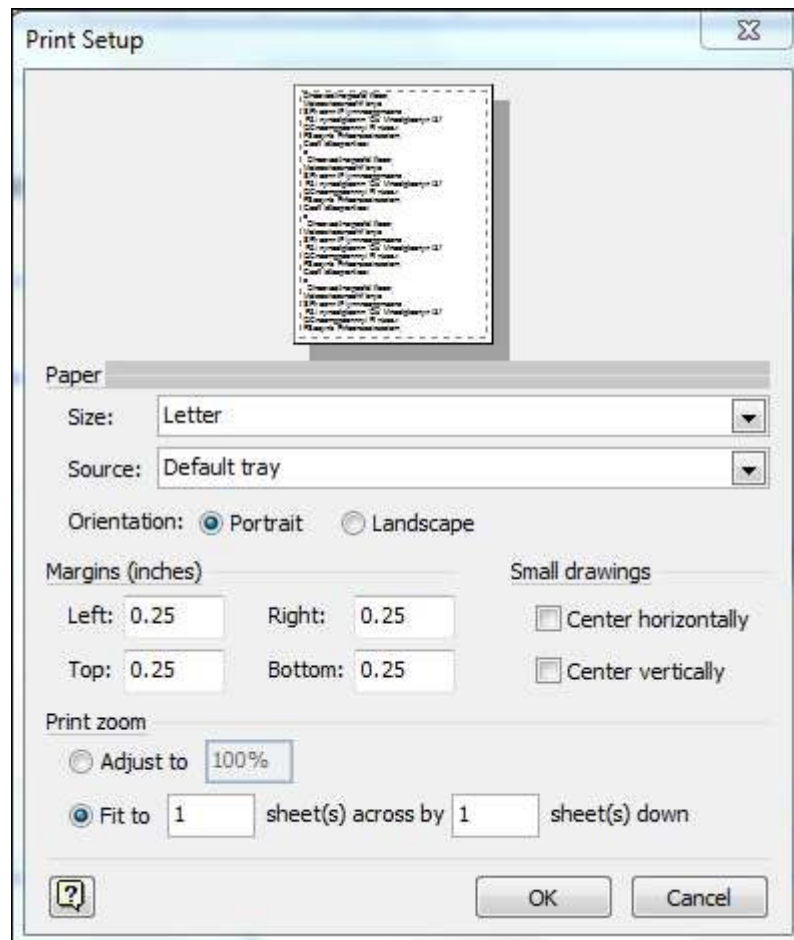 Print Setup
Paper
Size: Letter
Source: Default tray
Orientation: Portrait Landscape
Margins (inches) Small drawings
Left: 0.25 Right: 0.25 Center horizontally
Top: 0.25 Bottom: 0.25 Center vertically
Print zoom
Adjust to 100%
Fit to 1 sheet(s) across by 1 sheet(s) down
? OK Cancel